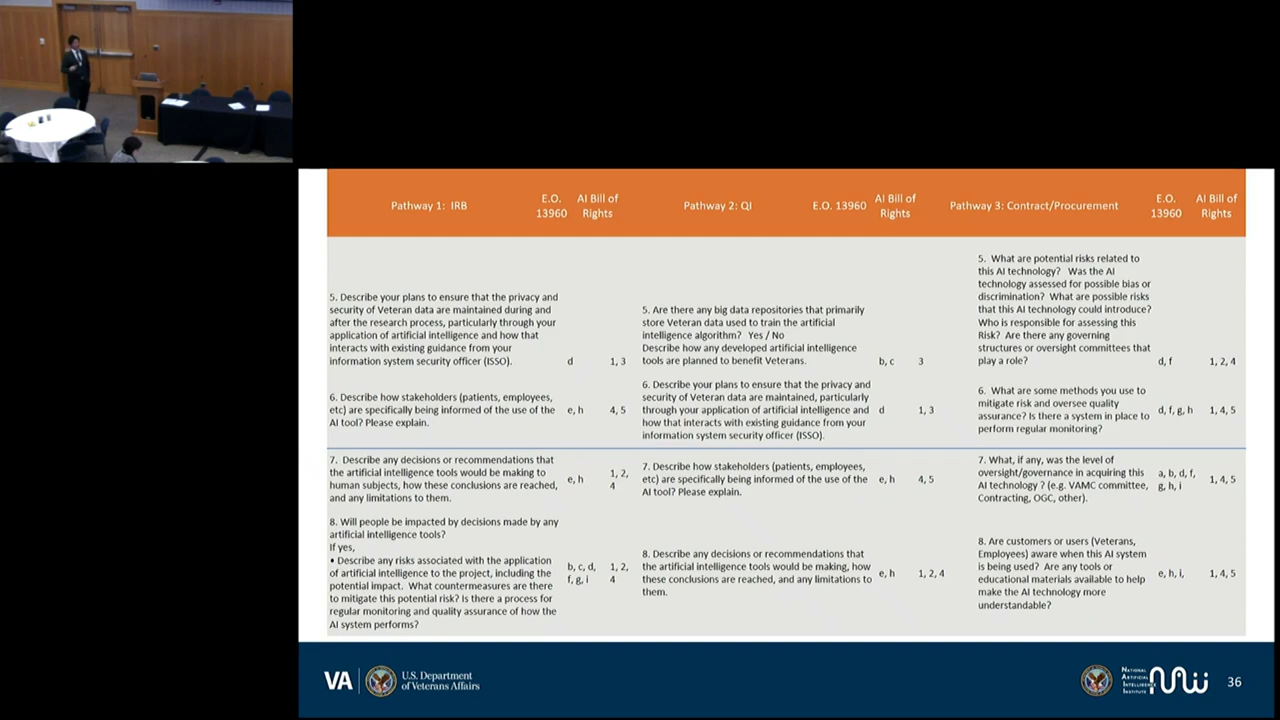 Pathway 1: IRB
E.O.
13960
AI Bill of
Rights
Pathway 2: QI
E.O. 13960
AI Bill of
Rights
Pathway 3: Contract/Procurement
E.O.
13960
AI Bill of
Rights
5. Describe your plans to ensure that the privacy and
security of Veteran data are maintained during and
after the research process, particularly through your
application of artificial intelligence and how that
interacts with existing guidance from your
information system security officer (ISSO).
d
1, 3
5. Are there any big data repositories that primarily
store Veteran data used to train the artificial
intelligence algorithm? Yes / No
Describe how any developed artificial intelligence
tools are planned to benefit Veterans.
b, c
3
5. What are potential risks related to
this AI technology? Was the AI
technology assessed for possible bias or
discrimination? What are possible risks
that this AI technology could introduce?
Who is responsible for assessing this
Risk? Are there any governing
structures or oversight committees that
play a role?
d, f
1, 2, 4
6. Describe how stakeholders (patients, employees,
etc) are specifically being informed of the use of the
AI tool? Please explain.
e, h
4, 5
6. Describe your plans to ensure that the privacy and
security of Veteran data are maintained, particularly
through your application of artificial intelligence and
how that interacts with existing guidance from your
information system security officer (ISSO).
d
1, 3
6. What are some methods you use to
mitigate risk and oversee quality
assurance? Is there a system in place to
perform regular monitoring?
d, f, g, h
1, 4, 5
7. Describe any decisions or recommendations that
the artificial intelligence tools would be making to
human subjects, how these conclusions are reached,
and any limitations to them.
e, h
1, 2,
4
7. Describe how stakeholders (patients, employees,
etc) are specifically being informed of the use of the
AI tool? Please explain.
e, h
4, 5
7. What, if any, was the level of
oversight/governance in acquiring this
AI technology ? (e.g. VAMC committee,
Contracting, OGC, other).
a, b, d, f,
g, h, i
1, 4, 5
8. Will people be impacted by decisions made by any
artificial intelligence tools?
If yes,
• Describe any risks associated with the application
of artificial intelligence to the project, including the
potential impact. What countermeasures are there
to mitigate this potential risk? Is there a process for
regular monitoring and quality assurance of how the
AI system performs?
b, c, d,
f, g, i
1, 2,
4
8. Describe any decisions or recommendations that
the artificial intelligence tools would be making, how
these conclusions are reached, and any limitations to
them.
e, h
1, 2, 4
8. Are customers or users (Veterans,
Employees) aware when this AI system
is being used? Are any tools or
educational materials available to help
make the AI technology more
understandable?
e, h, i,
1, 4, 5
VA
U.S. Department
of Veterans Affairs
National
Artificial
Intelligence
Institute
36